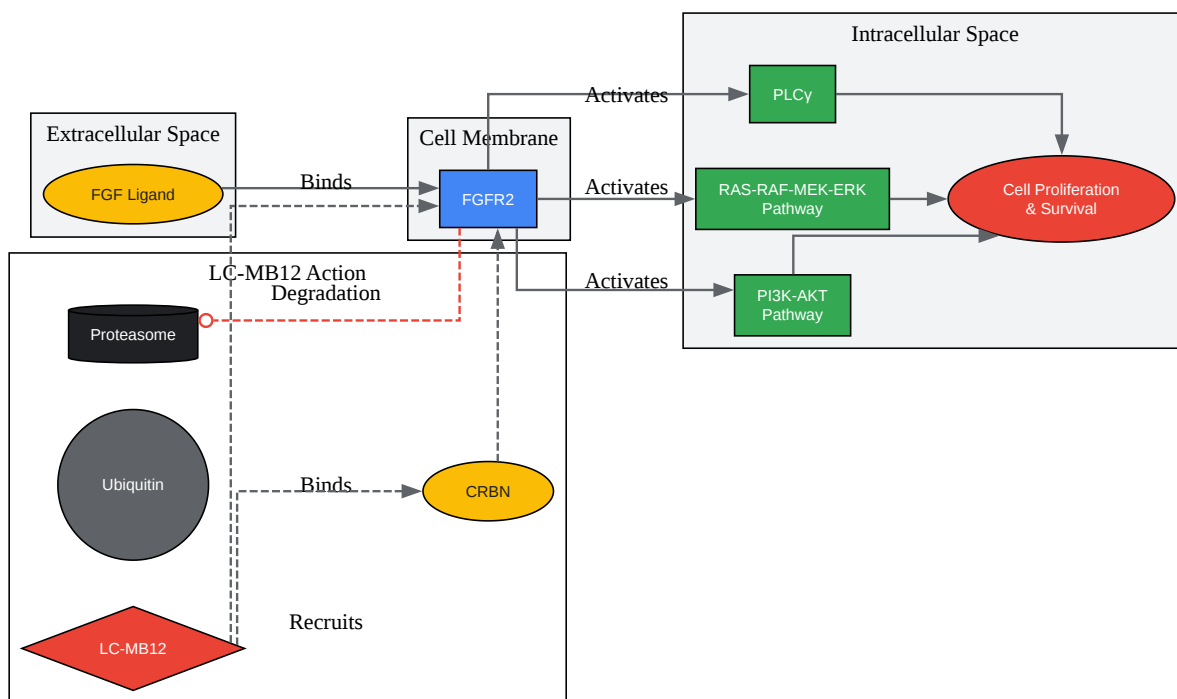 Intracellular Space
PLCγ
Activates
Extracellular Space
Cell Membrane
FGF Ligand
Binds
FGFR2
Activates
RAS-RAF-MEK-ERK
Pathway
Cell Proliferation
& Survival
LC-MB12 Action
Degradation
Activates
PI3K-AKT
Pathway
Proteasome
Ubiquitin
Binds
CRBN
Recruits
LC-MB12